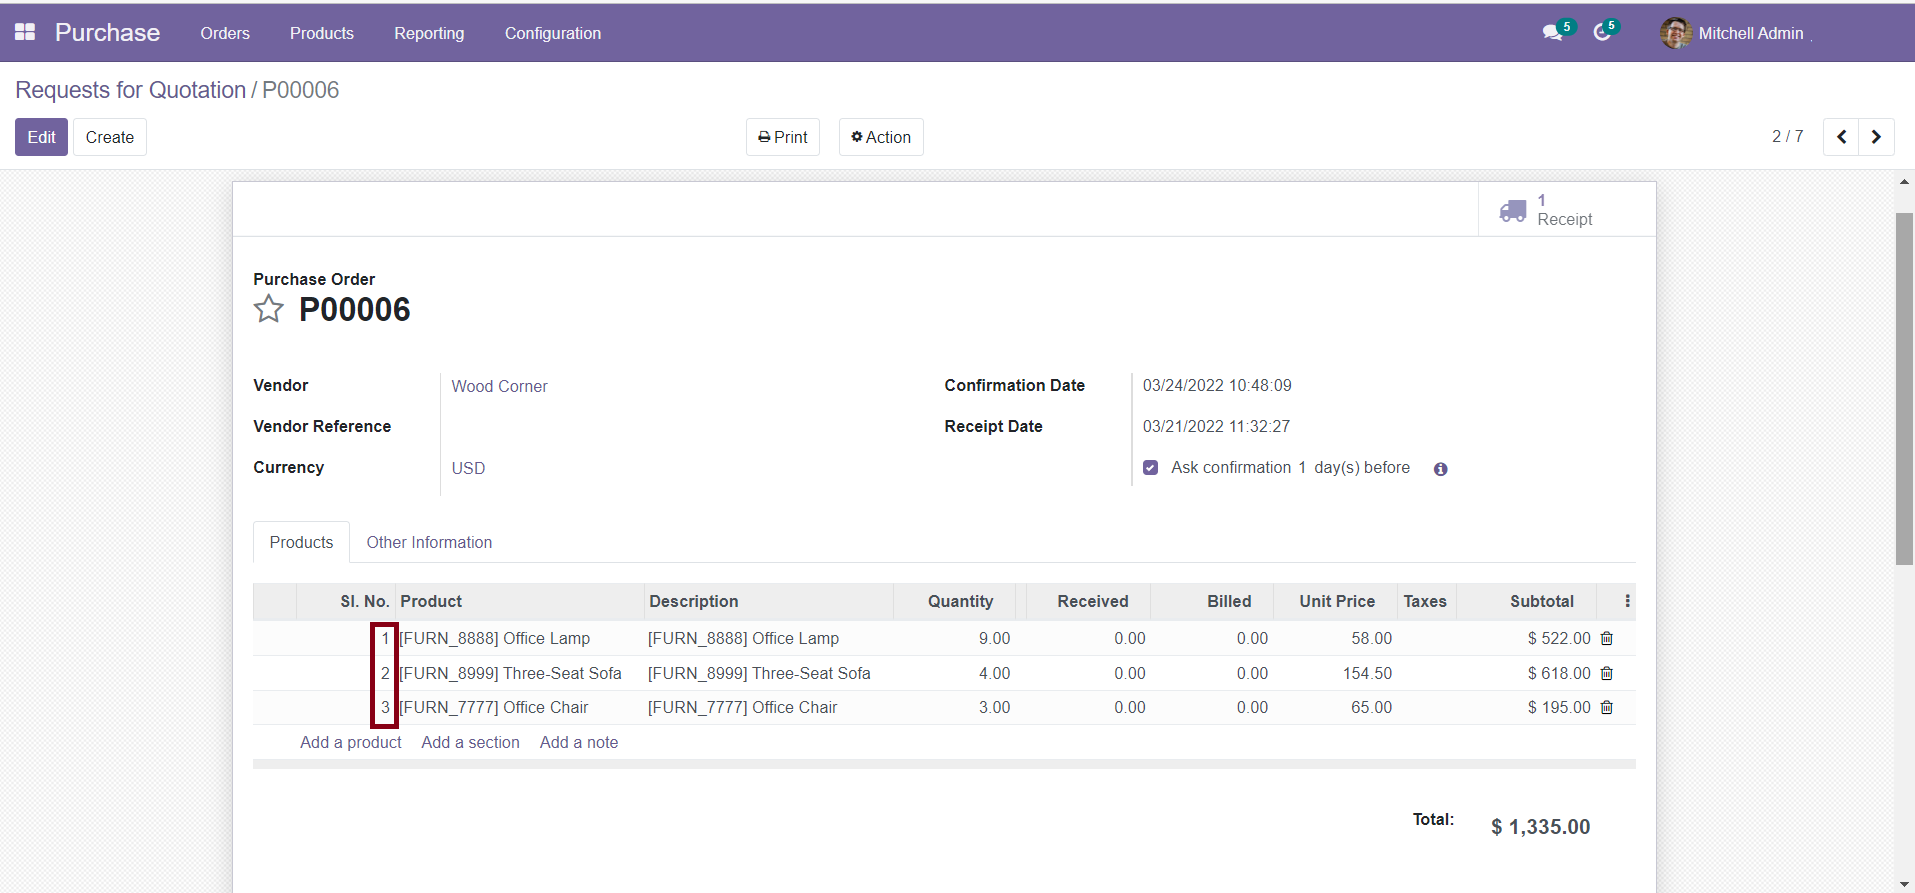 Purchase Orders Products Reporting Configuration 5 5 Mitchell Admin
Requests for Quotation / P00006
Edit Create Print Action 2 / 7
1
Receipt
Purchase Order
P00006
Vendor Wood Corner Confirmation Date 03/24/2022 10:48:09
Vendor Reference Receipt Date 03/21/2022 11:32:27
Currency USD Ask confirmation 1 day(s) before
Products Other Information
Sl. No. Product Description Quantity Received Billed Unit Price Taxes Subtotal
1 [FURN_8888] Office Lamp [FURN_8888] Office Lamp 9.00 0.00 0.00 58.00 $ 522.00
2 [FURN_8999] Three-Seat Sofa [FURN_8999] Three-Seat Sofa 4.00 0.00 0.00 154.50 $ 618.00
3 [FURN_7777] Office Chair [FURN_7777] Office Chair 3.00 0.00 0.00 65.00 $ 195.00
Add a product Add a section Add a note
Total: $ 1,335.00